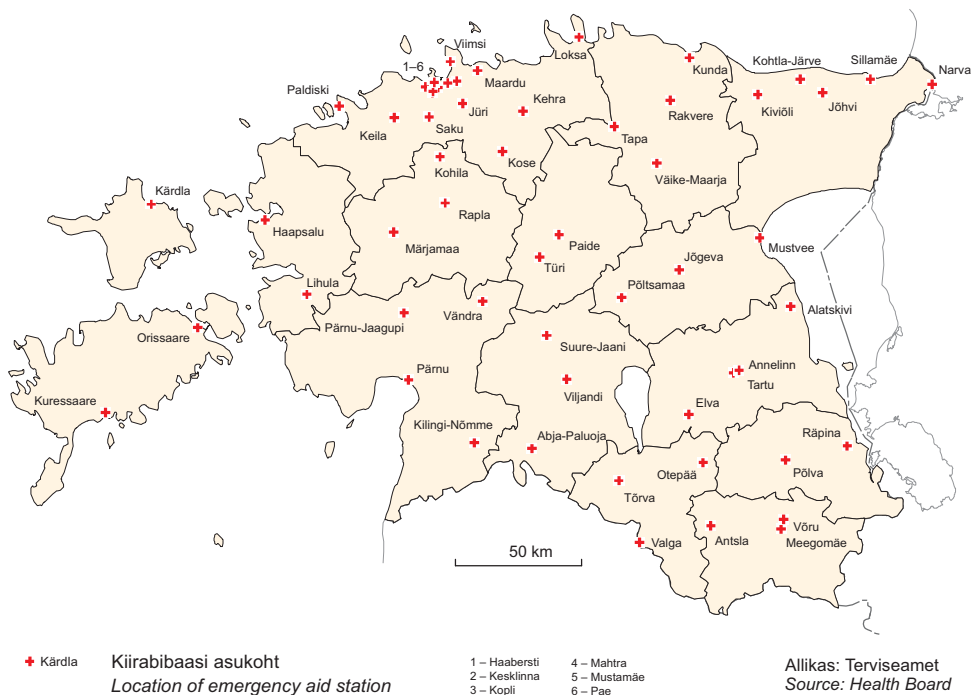 Viimsi
Loksa
1–6
Maardu
Kunda
Kohtla-Järve
Sillamäe
Narva
Paldiski
Jüri
Kehra
Rakvere
Kiviõli
Jõhvi
Keila
Saku
Tapa
Kose
Kohila
Väike-Maarja
Kärdla
Rapla
Haapsalu
Märjamaa
Paide
Türi
Mustvee
Jõgeva
Lihula
Põltsamaa
Alatskivi
Pärnu-Jaagupi
Vändra
Orissaare
Suure-Jaani
Annelinn
Tartu
Pärnu
Viljandi
Kuressaare
Elva
Kilingi-Nõmme
Abja-Paluoja
Räpina
Otepää
Põlva
Tõrva
Võru
Antsla
Meegomäe
Valga
50 km
Kärdla
Kiirabibaasi asukoht
Location of emergency aid station
1 – Haabersti
2 – Kesklinna
3 – Kopli
4 – Mahtra
5 – Mustamäe
6 – Pae
Allikas: Terviseamet
Source: Health Board